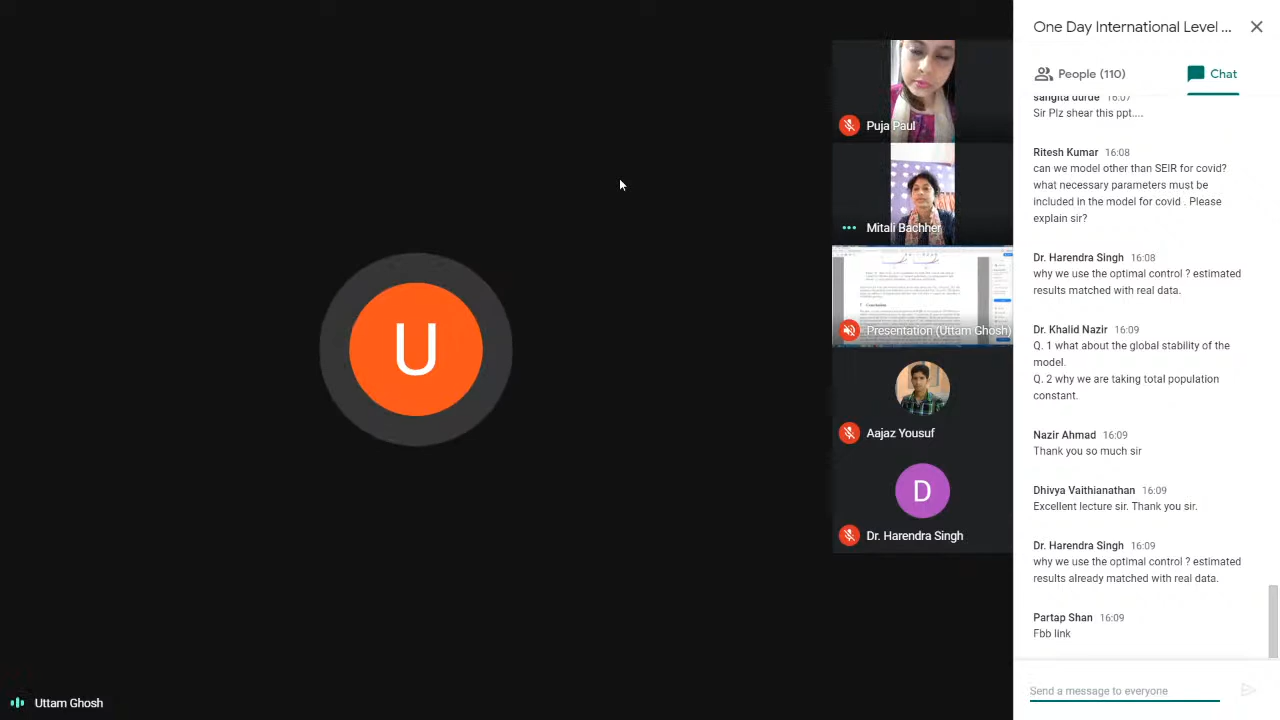 U
Uttam Ghosh
Puja Paul
Mitali Bachher
Presentation (Uttam Ghosh)
Aajaz Yousuf
D
Dr. Harendra Singh
One Day International Level ...
People (110)
Chat
sangita durde 16:07
Sir Plz shear this ppt....
Ritesh Kumar 16:08
can we model other than SEIR for covid?
what necessary parameters must be
included in the model for covid . Please
explain sir?
Dr. Harendra Singh 16:08
why we use the optimal control ? estimated
results matched with real data.
Dr. Khalid Nazir 16:09
Q. 1 what about the global stability of the
model.
Q. 2 why we are taking total population
constant.
Nazir Ahmad 16:09
Thank you so much sir
Dhivya Vaithianathan 16:09
Excellent lecture sir. Thank you sir.
Dr. Harendra Singh 16:09
why we use the optimal control ? estimated
results already matched with real data.
Partap Shan 16:09
Fbb link
Send a message to everyone